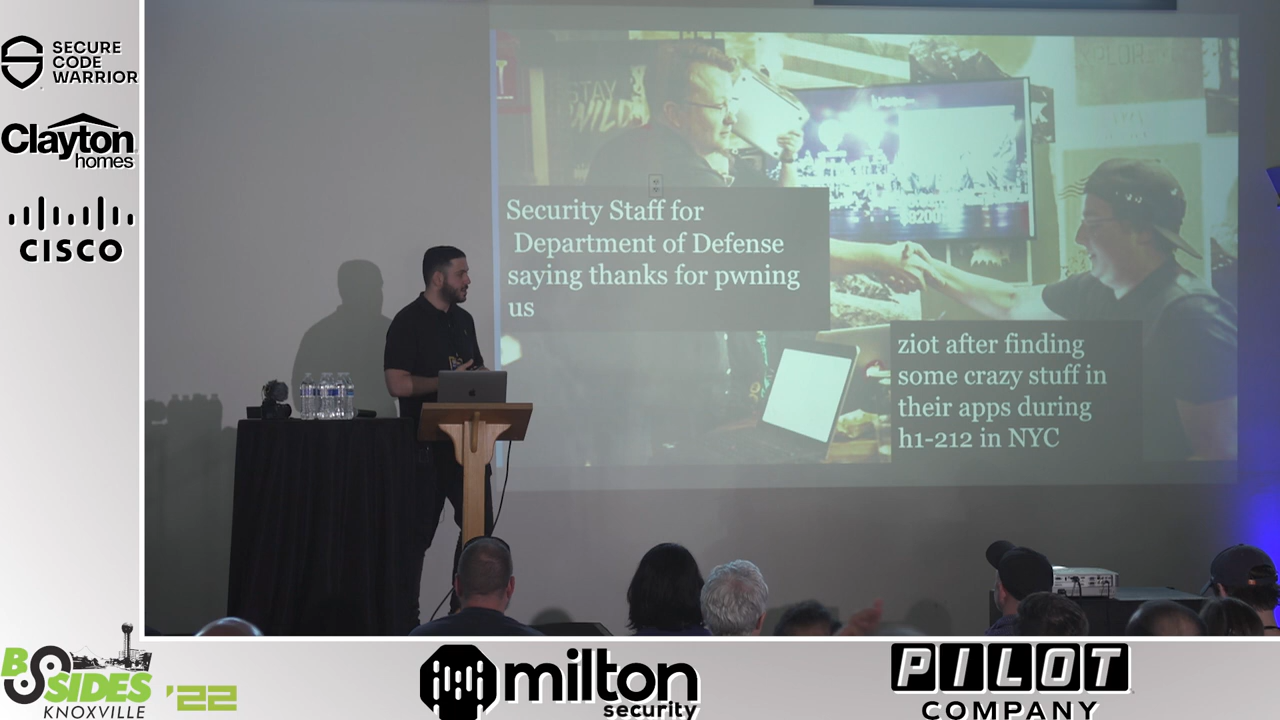 SECURE
CODE
WARRIOR
Clayton
homes
CISCO
STAY
WILD
Security Staff for
Department of Defense
saying thanks for pwning
us
ziot after finding
some crazy stuff in
their apps during
h1-212 in NYC
BSIDES
KNOXVILLE
'22
milton
security
PILOT
COMPANY